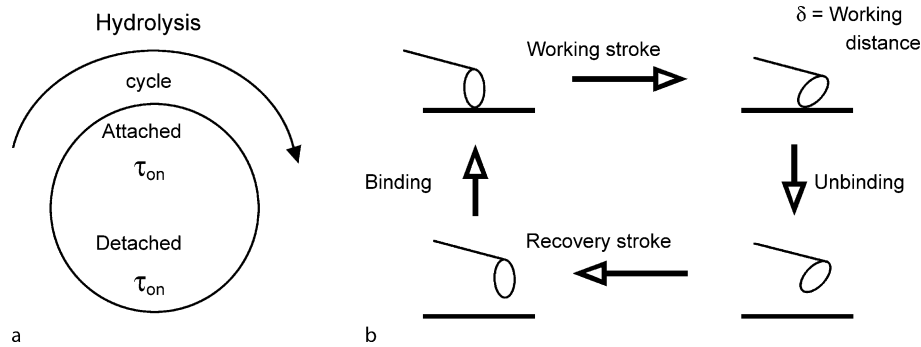 Hydrolysis
cycle
Attached
τon
Detached
τon
a
δ = Working
distance
Working stroke
Binding
Unbinding
Recovery stroke
b